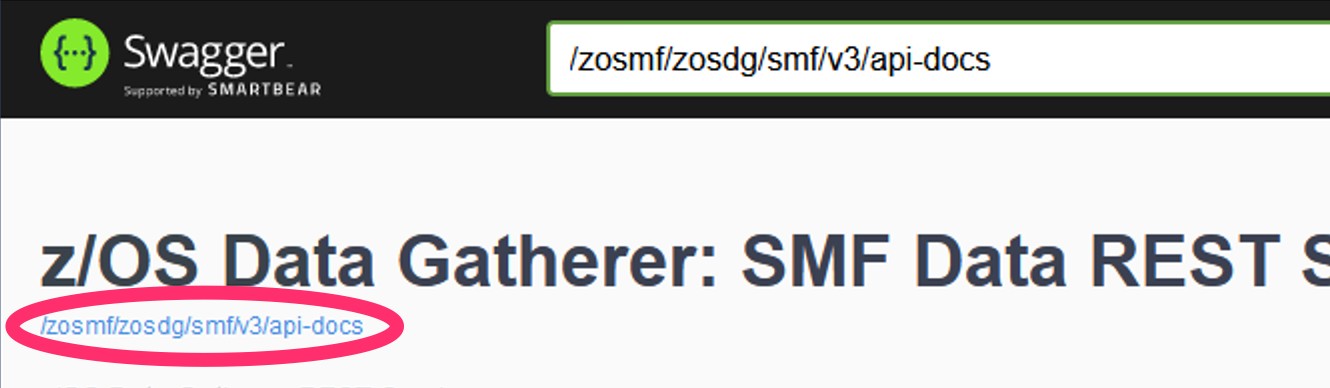 {...} Swagger
Supported by SMARTBEAR
/zosmf/zosdg/smf/v3/api-docs
z/OS Data Gatherer: SMF Data REST S
/zosmf/zosdg/smf/v3/api-docs